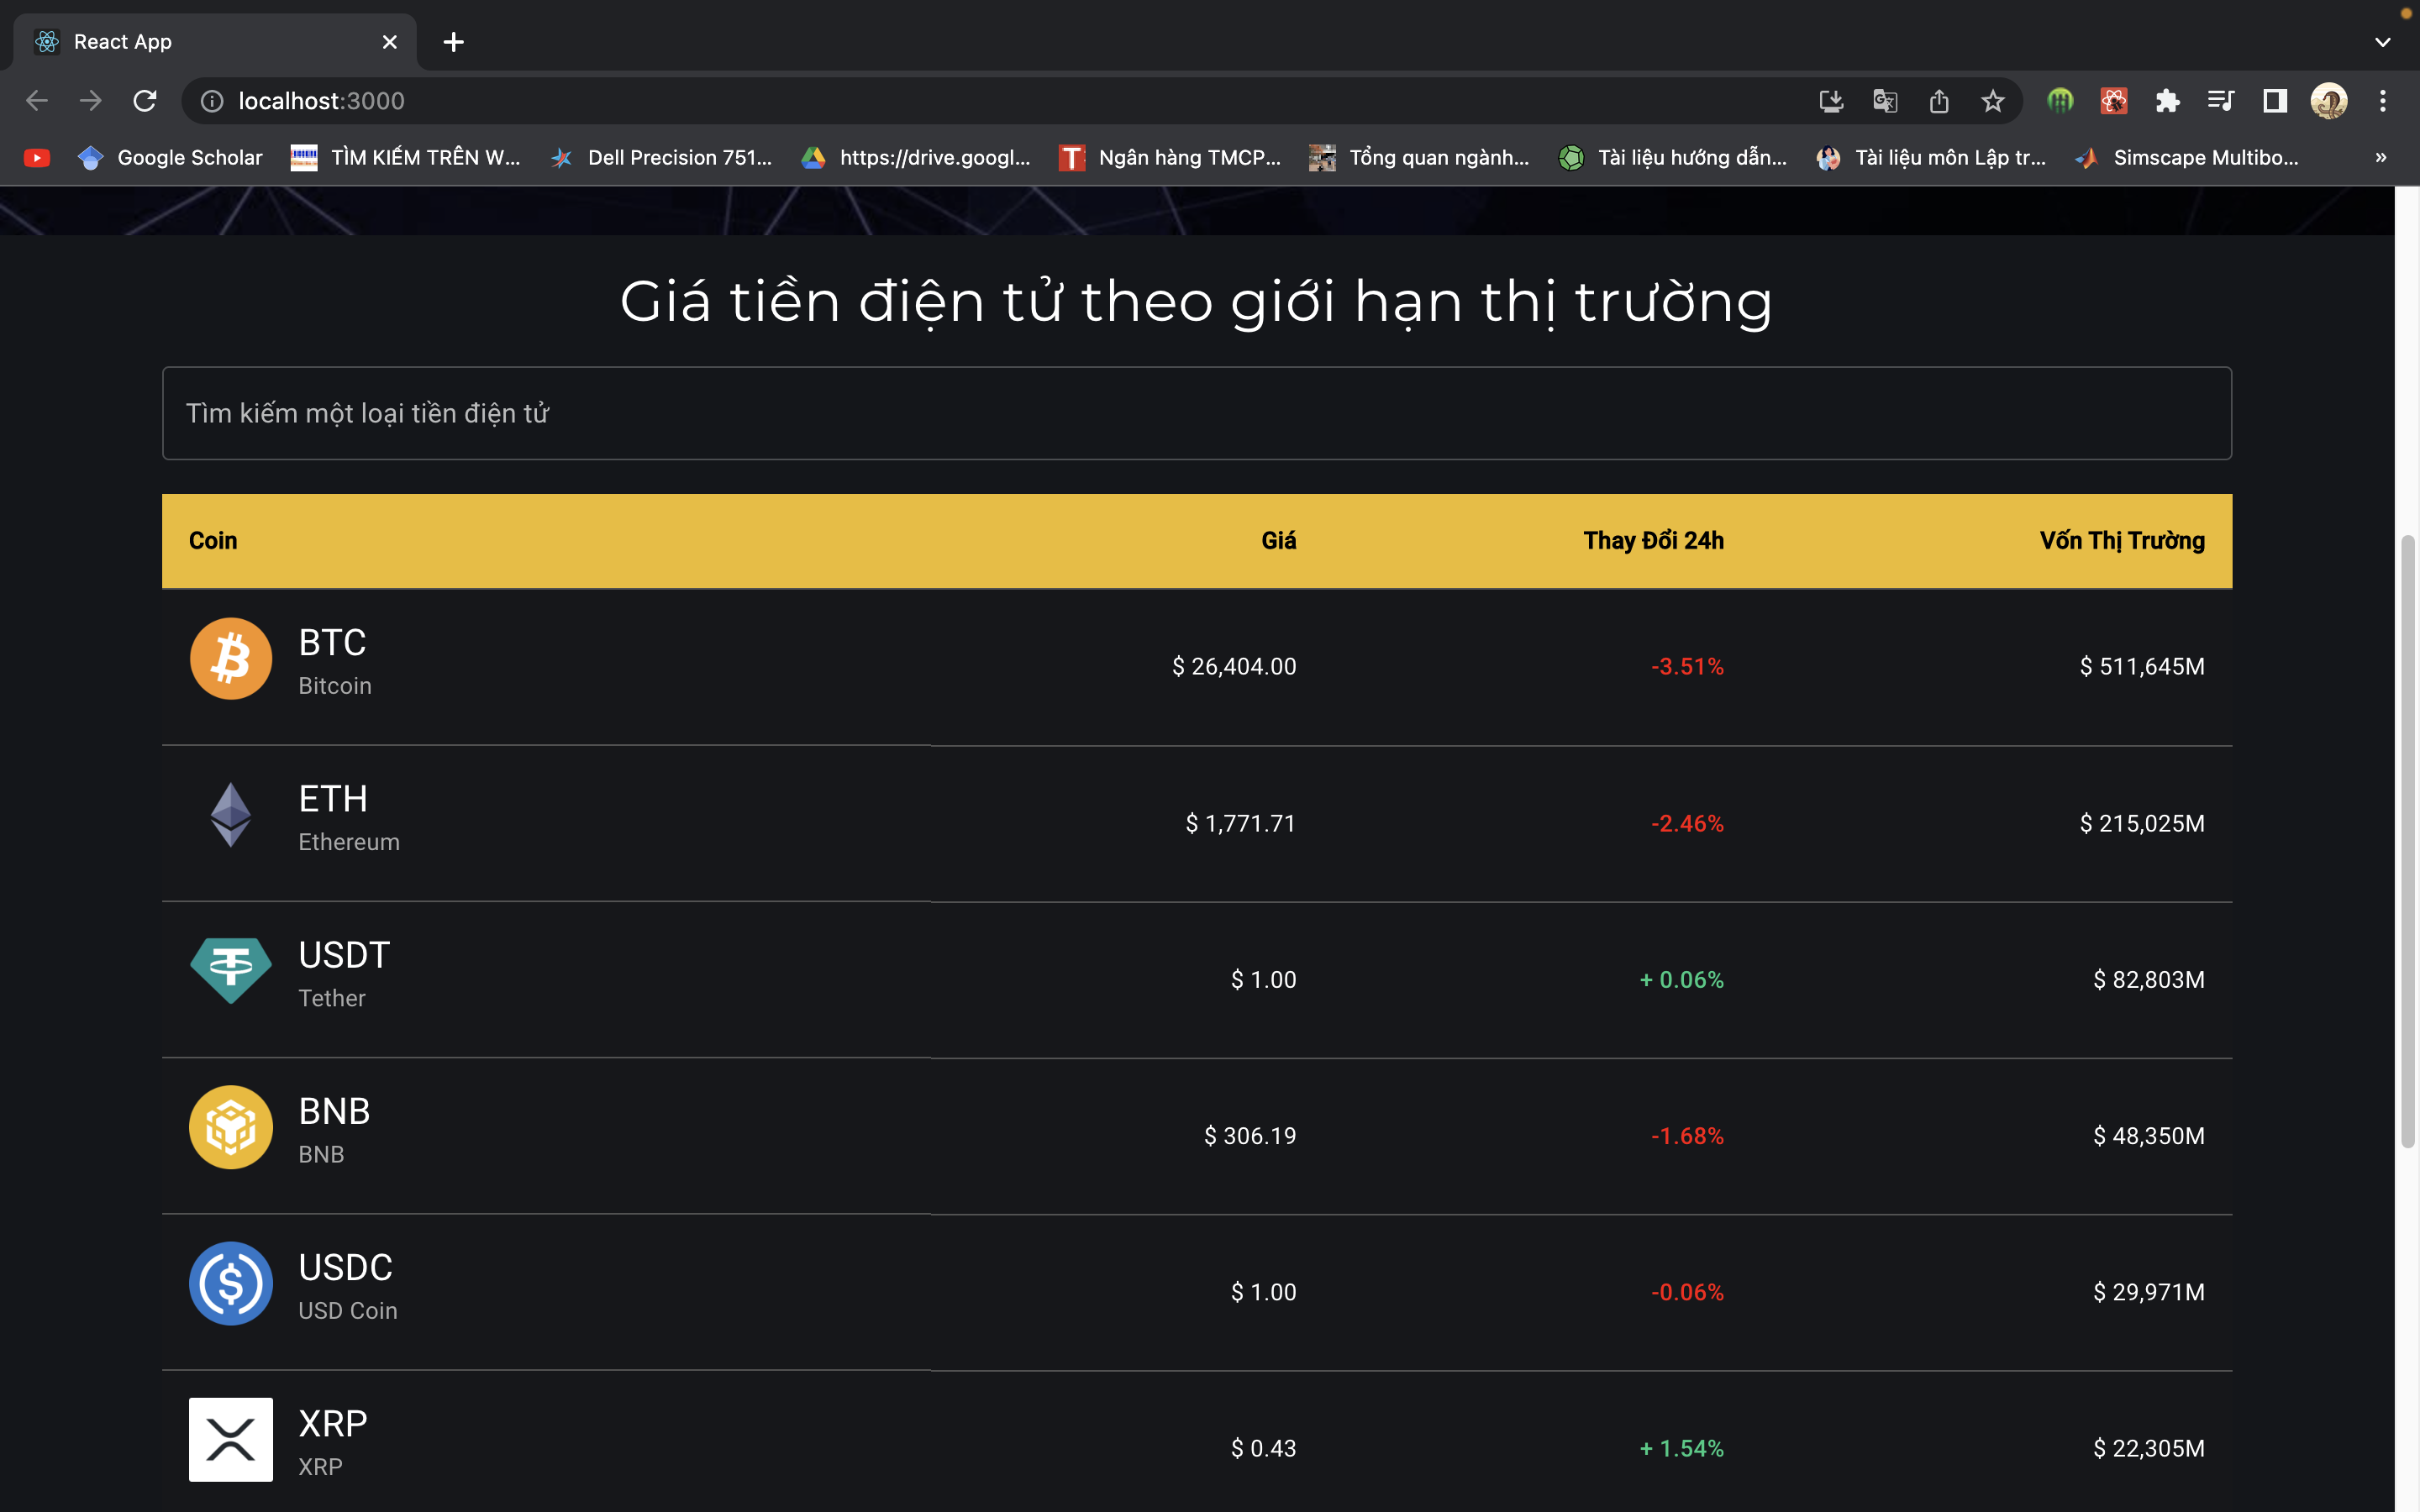 React App
localhost:3000
Google Scholar
TÌM KIẾM TRÊN W...
Dell Precision 751...
https://drive.googl...
Ngân hàng TMCP...
Tổng quan ngành...
Tài liệu hướng dẫn...
Tài liệu môn Lập tr...
Simscape Multibo...
Giá tiền điện tử theo giới hạn thị trường
Tìm kiếm một loại tiền điện tử
Coin Giá Thay Đổi 24h Vốn Thị Trường
BTC
Bitcoin
$ 26,404.00 -3.51% $ 511,645M
ETH
Ethereum
$ 1,771.71 -2.46% $ 215,025M
USDT
Tether
$ 1.00 + 0.06% $ 82,803M
BNB
BNB
$ 306.19 -1.68% $ 48,350M
USDC
USD Coin
$ 1.00 -0.06% $ 29,971M
XRP
XRP
$ 0.43 + 1.54% $ 22,305M